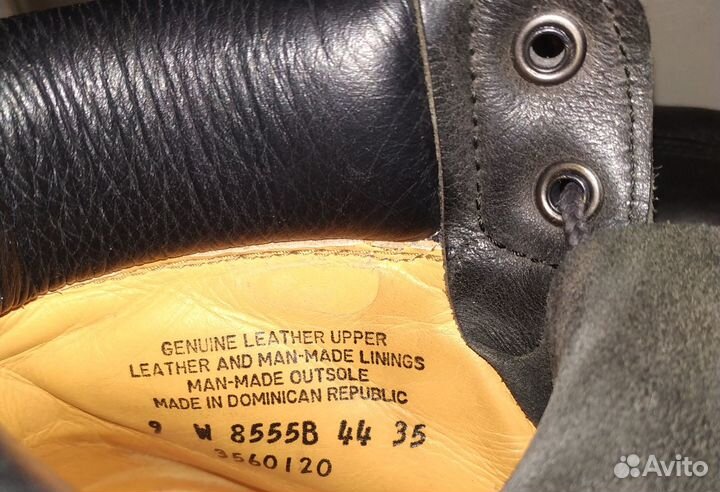 GENUINE LEATHER UPPER
LEATHER AND MAN-MADE LININGS
MAN-MADE OUTSOLE
MADE IN DOMINICAN REPUBLIC
9 W 8555B 44 35
3560120
Avito